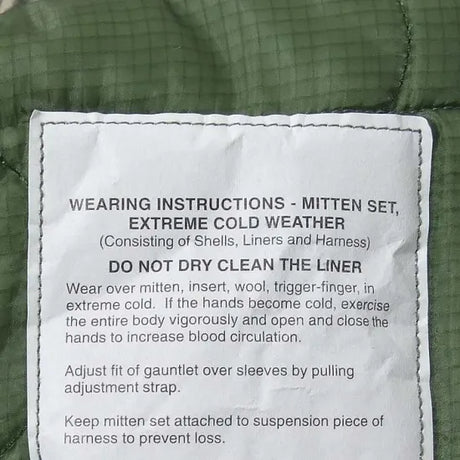 WEARING INSTRUCTIONS - MITTEN SET,
EXTREME COLD WEATHER
(Consisting of Shells, Liners and Harness)
DO NOT DRY CLEAN THE LINER
Wear over mitten, insert, wool, trigger-finger, in
extreme cold. If the hands become cold, exercise
the entire body vigorously and open and close the
hands to increase blood circulation.
Adjust fit of gauntlet over sleeves by pulling
adjustment strap.
Keep mitten set attached to suspension piece of
harness to prevent loss.